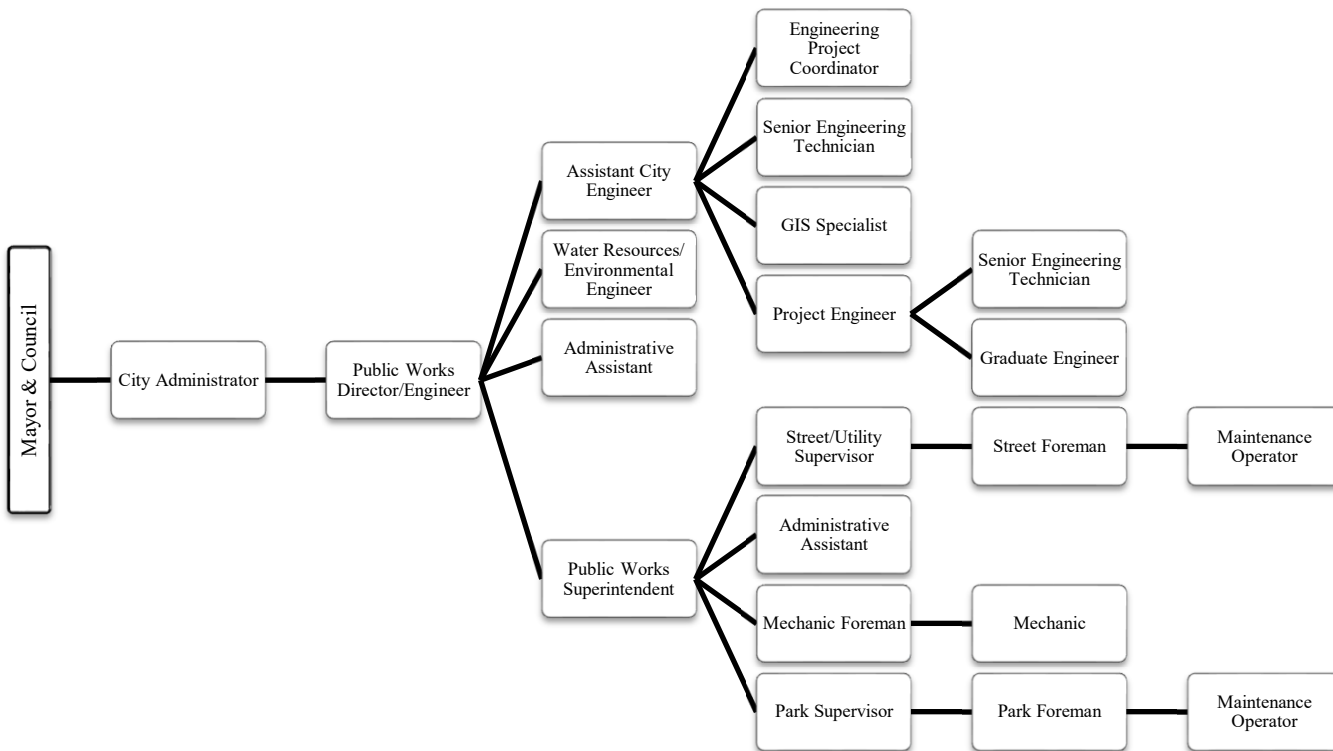 Mayor & Council
City Administrator
Public Works
Director/Engineer
Assistant City
Engineer
Water Resources/
Environmental
Engineer
Administrative
Assistant
Public Works
Superintendent
Engineering
Project
Coordinator
Senior Engineering
Technician
GIS Specialist
Project Engineer
Senior Engineering
Technician
Graduate Engineer
Street/Utility
Supervisor
Street Foreman
Maintenance
Operator
Administrative
Assistant
Mechanic Foreman
Mechanic
Park Supervisor
Park Foreman
Maintenance
Operator